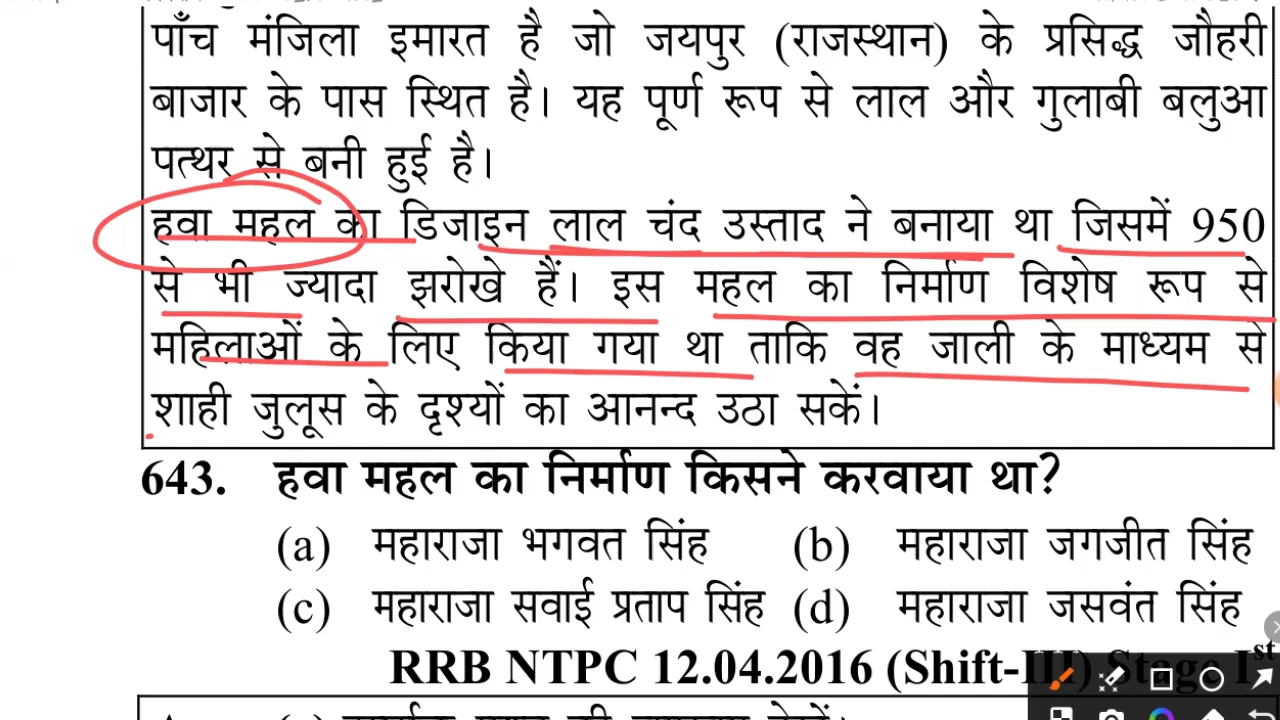 पाँच मंजिला इमारत है जो जयपुर (राजस्थान) के प्रसिद्ध जौहरी
बाजार के पास स्थित है। यह पूर्ण रूप से लाल और गुलाबी बलुआ
पत्थर से बनी हुई है।
हवा महल का डिजाइन लाल चंद उस्ताद ने बनाया था जिसमें 950
से भी ज्यादा झरोखे हैं। इस महल का निर्माण विशेष रूप से
महिलाओं के लिए किया गया था ताकि वह जाली के माध्यम से
शाही जुलूस के दृश्यों का आनन्द उठा सकें।
643. हवा महल का निर्माण किसने करवाया था?
(a) महाराजा भगवत सिंह (b) महाराजा जगजीत सिंह
(c) महाराजा सवाई प्रताप सिंह (d) महाराजा जसवंत सिंह
RRB NTPC 12.04.2016 (Shift-III) Stage Ist